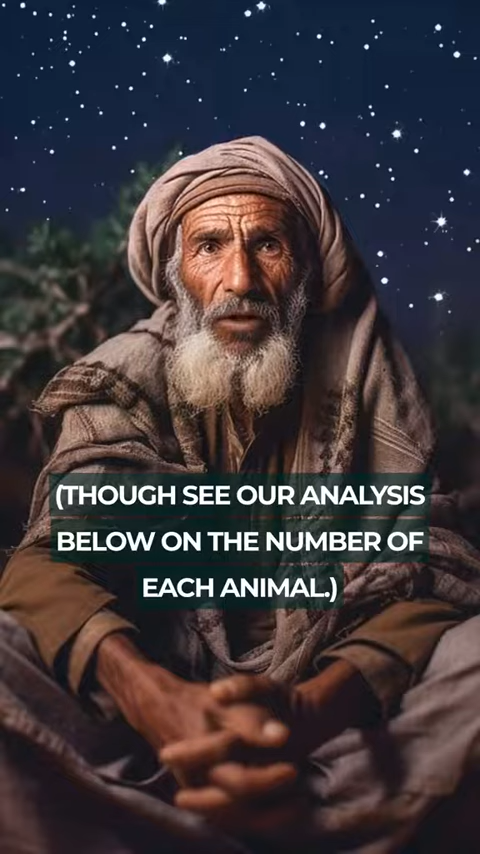 (THOUGH SEE OUR ANALYSIS
BELOW ON THE NUMBER OF
EACH ANIMAL.)